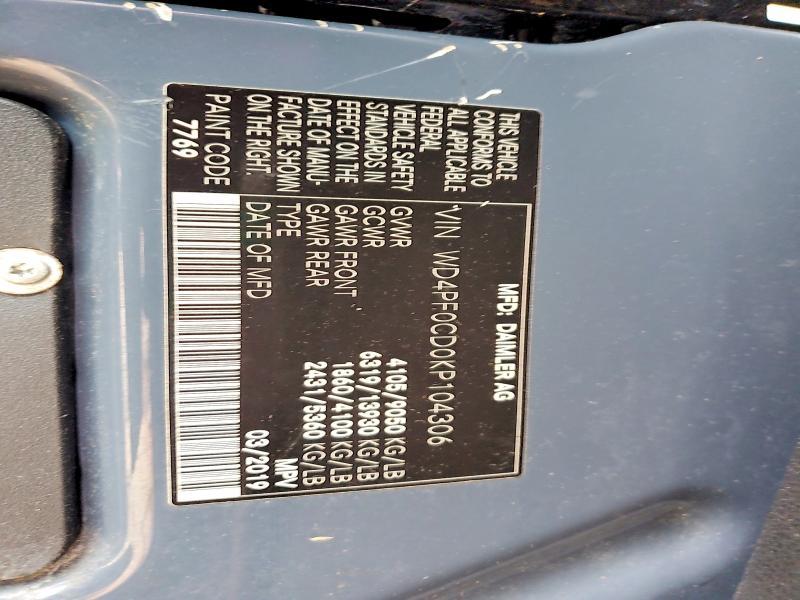 THIS VEHICLE
CONFORMS TO
ALL APPLICABLE
FEDERAL
VEHICLE SAFETY
STANDARDS IN
EFFECT ON THE
DATE OF MANU-
FACTURE SHOWN
ON THE RIGHT.
PAINT CODE
7769
MFD: DAIMLER AG
VIN WD4PF0CD0KP104306
GVWR 4105/9050 KG/LB
GCWR 6319/13930 KG/LB
GAWR FRONT 1860/4100 KG/LB
GAWR REAR 2431/5360 KG/LB
TYPE MPV
DATE OF MFD 03/2019